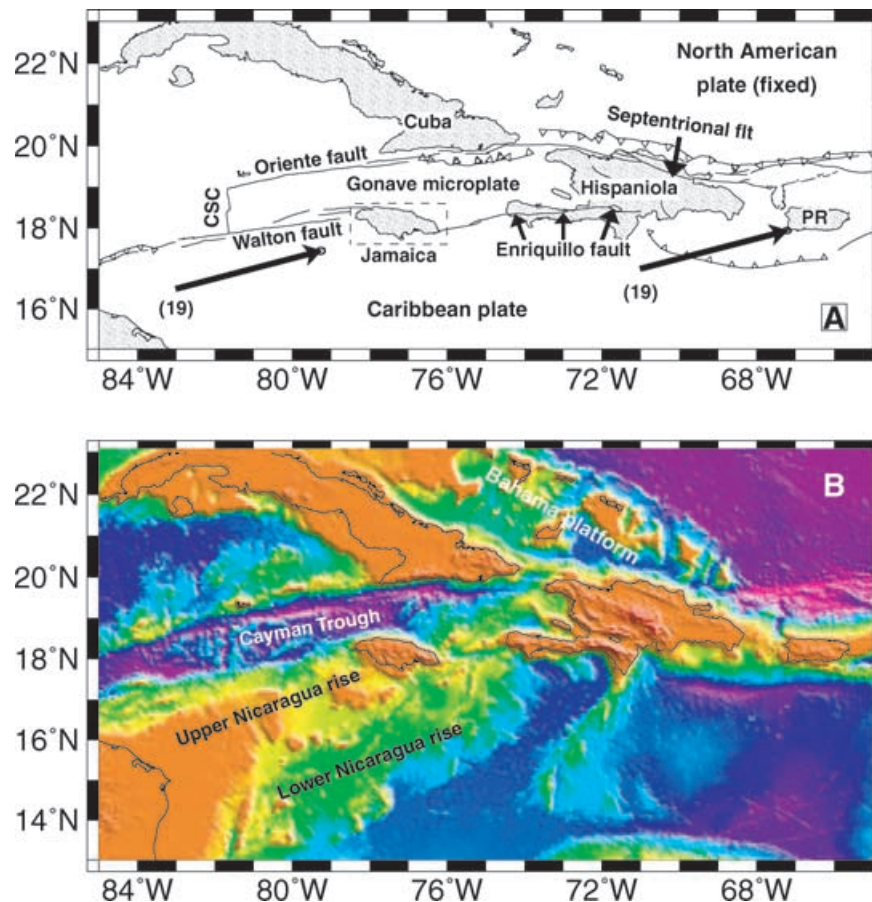 22°N
20°N
18°N
16°N
84°W
80°W
76°W
72°W
68°W
North American
plate (fixed)
Septentrional flt
Cuba
Oriente fault
Gonave microplate
Hispaniola
CSC
PR
Walton fault
Jamaica
Enriquillo fault
(19)
(19)
Caribbean plate
A
22°N
20°N
18°N
16°N
14°N
84°W
80°W
76°W
72°W
68°W
B
Bahama platform
Cayman Trough
Upper Nicaragua rise
Lower Nicaragua rise